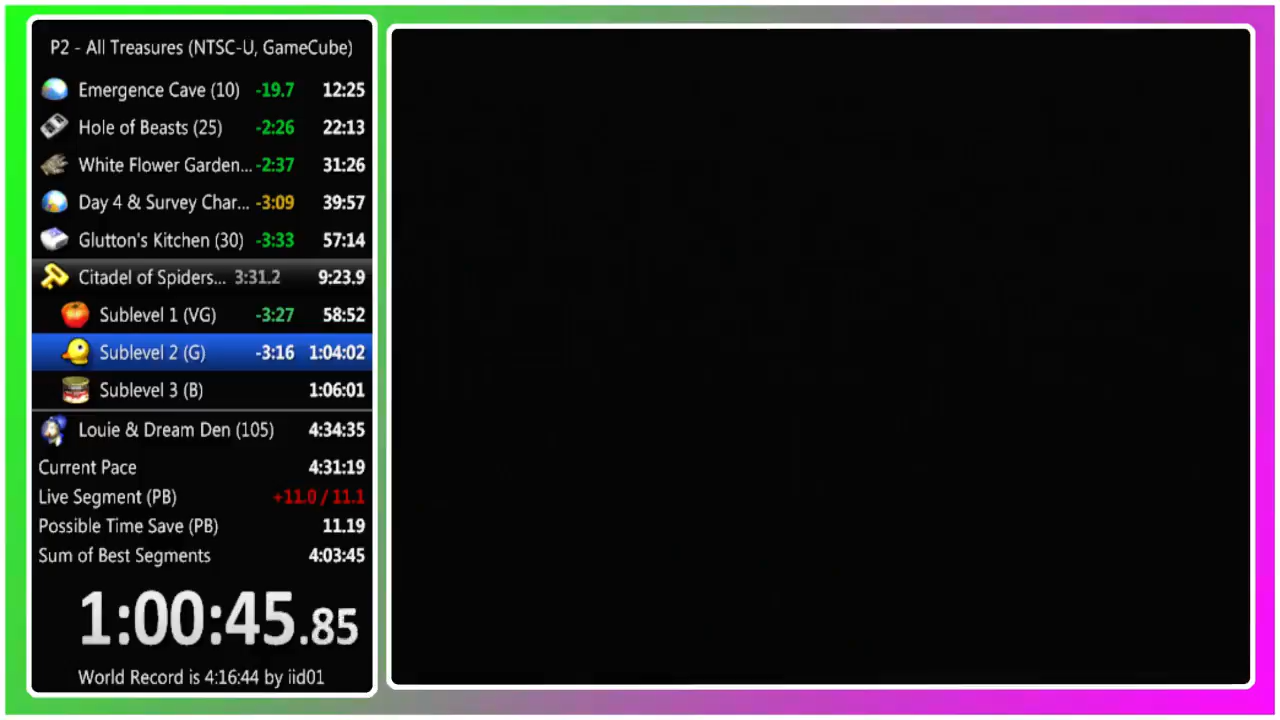 P2 - All Treasures (NTSC-U, GameCube)
Emergence Cave (10) -19.7 12:25
Hole of Beasts (25) -2:26 22:13
White Flower Garden... -2:37 31:26
Day 4 & Survey Char... -3:09 39:57
Glutton's Kitchen (30) -3:33 57:14
Citadel of Spiders... 3:31.2 9:23.9
Sublevel 1 (VG) -3:27 58:52
Sublevel 2 (G) -3:16 1:04:02
Sublevel 3 (B) 1:06:01
Louie & Dream Den (105) 4:34:35
Current Pace 4:31:19
Live Segment (PB) +11.0 / 11.1
Possible Time Save (PB) 11.19
Sum of Best Segments 4:03:45
1:00:45.85
World Record is 4:16:44 by iid01